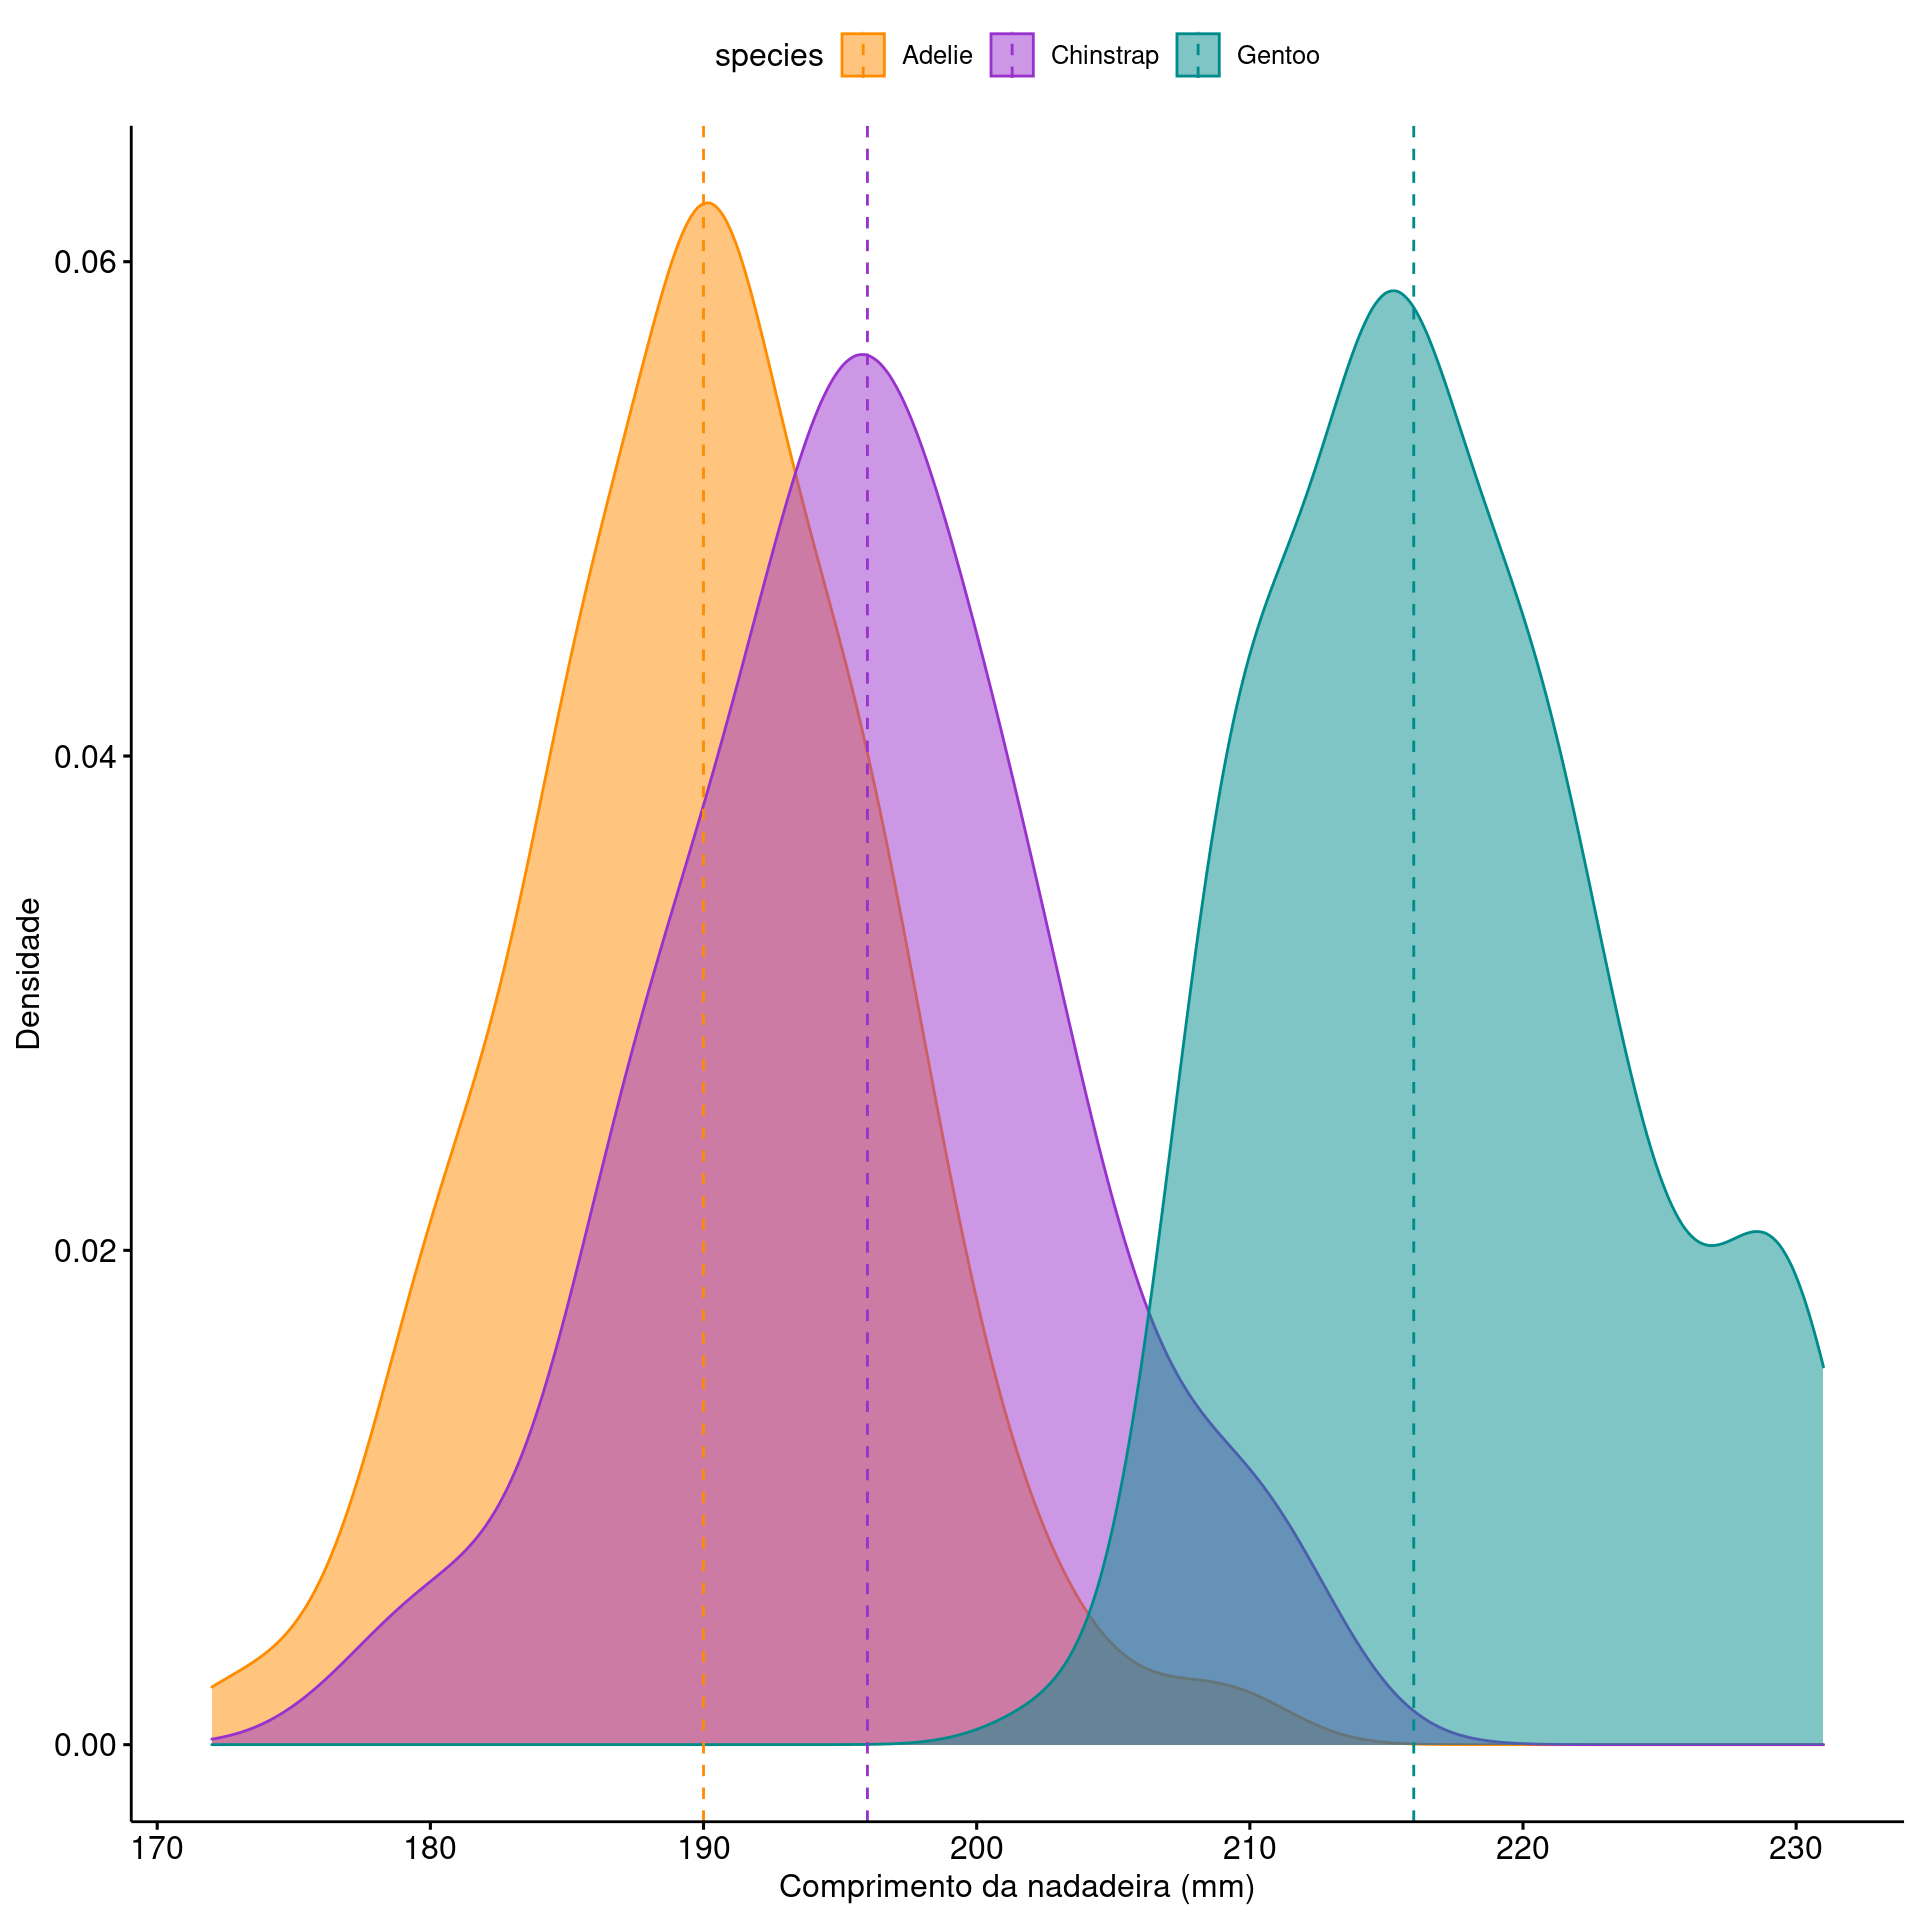 species Adelie Chinstrap Gentoo
0.06
0.04
0.02
0.00
Densidade
170 180 190 200 210 220 230
Comprimento da nadadeira (mm)